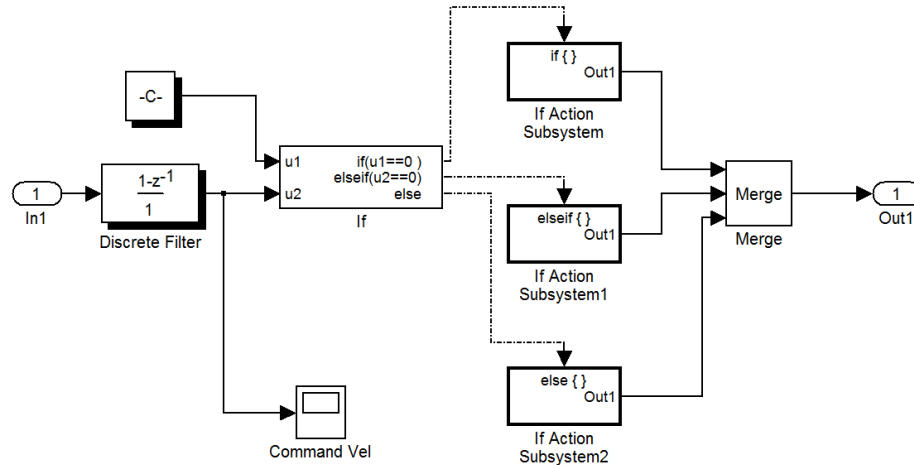 if { }
Out1
If Action
Subsystem
-C-
u1
if(u1==0 )
elseif(u2==0)
u2
else
If
1
In1
1-z-1
1
Discrete Filter
elseif { }
Out1
If Action
Subsystem1
Merge
Merge
1
Out1
else { }
Out1
If Action
Subsystem2
Command Vel